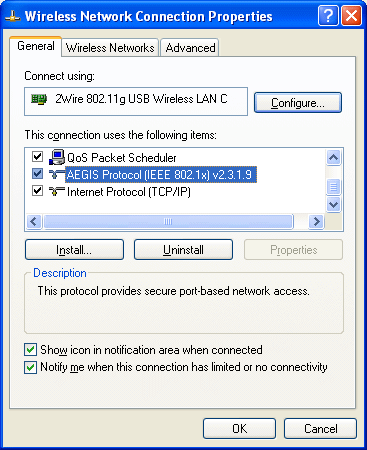 Wireless Network Connection Properties
General Wireless Networks Advanced
Connect using:
2Wire 802.11g USB Wireless LAN C
Configure...
This connection uses the following items:
QoS Packet Scheduler
AEGIS Protocol (IEEE 802.1x) v2.3.1.9
Internet Protocol (TCP/IP)
Install... Uninstall Properties
Description
This protocol provides secure port-based network access.
Show icon in notification area when connected
Notify me when this connection has limited or no connectivity
OK Cancel